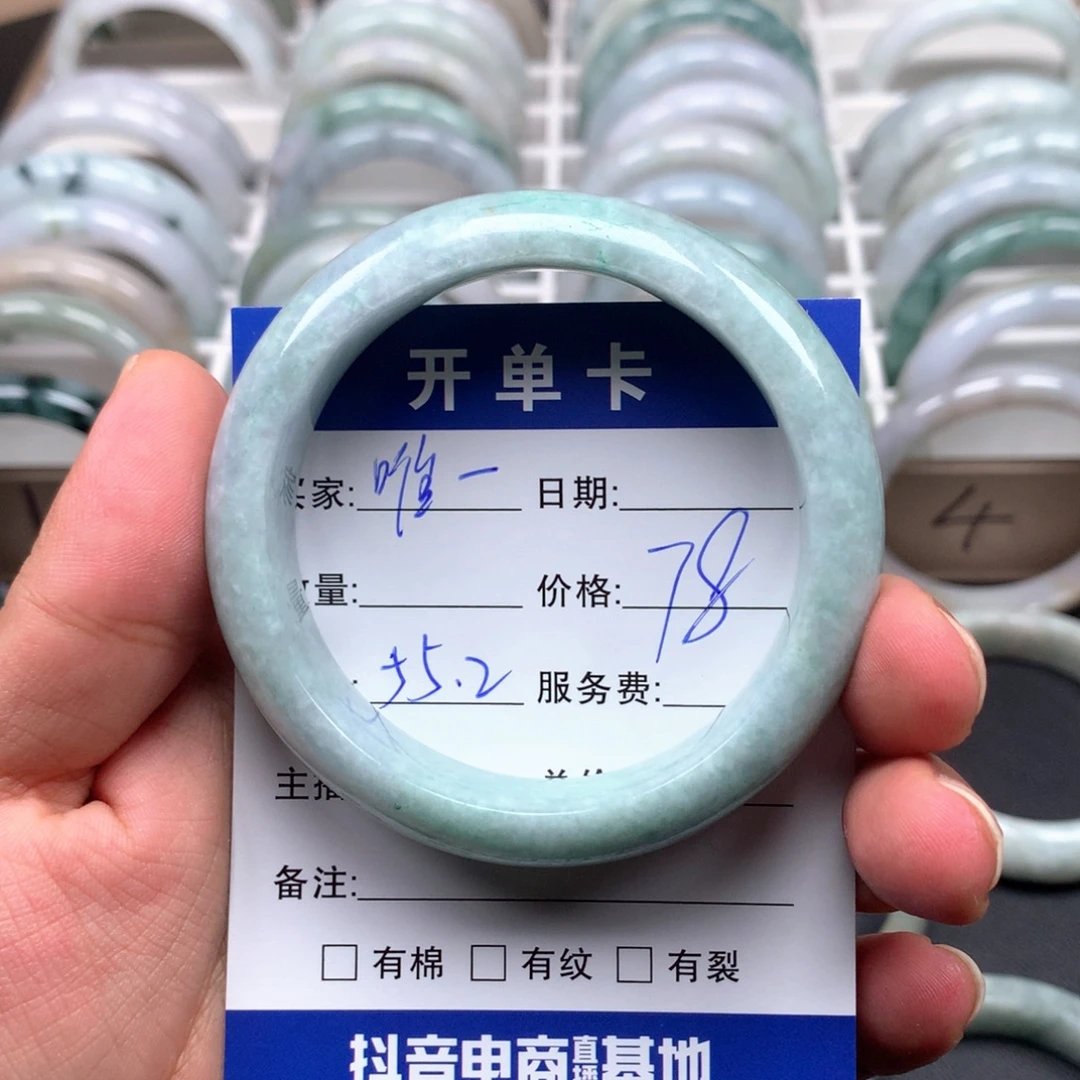 开单卡
家: 唯一 日期:
量: 价格: 78
: 55.2 服务费:
主播
备注:
□ 有棉 □ 有纹 □ 有裂
抖音电商直播基地
4